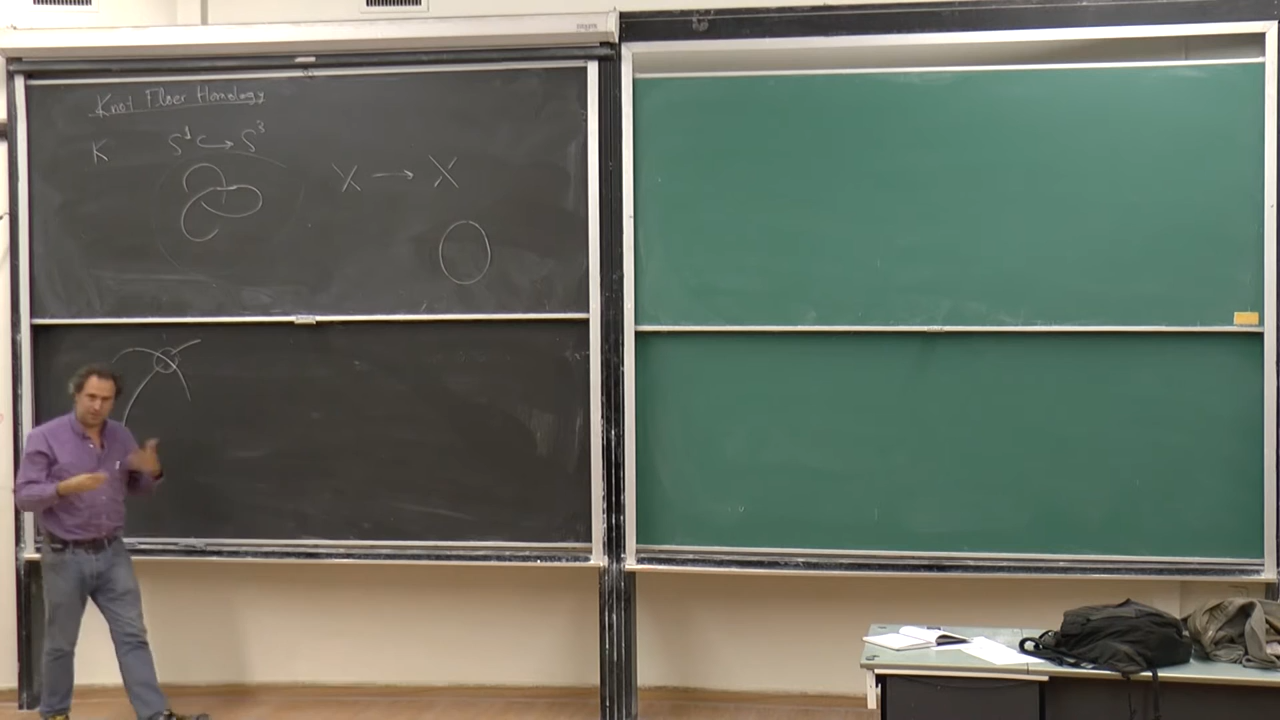 Knot Floer Homology
K S¹ ↪ S³
X → X